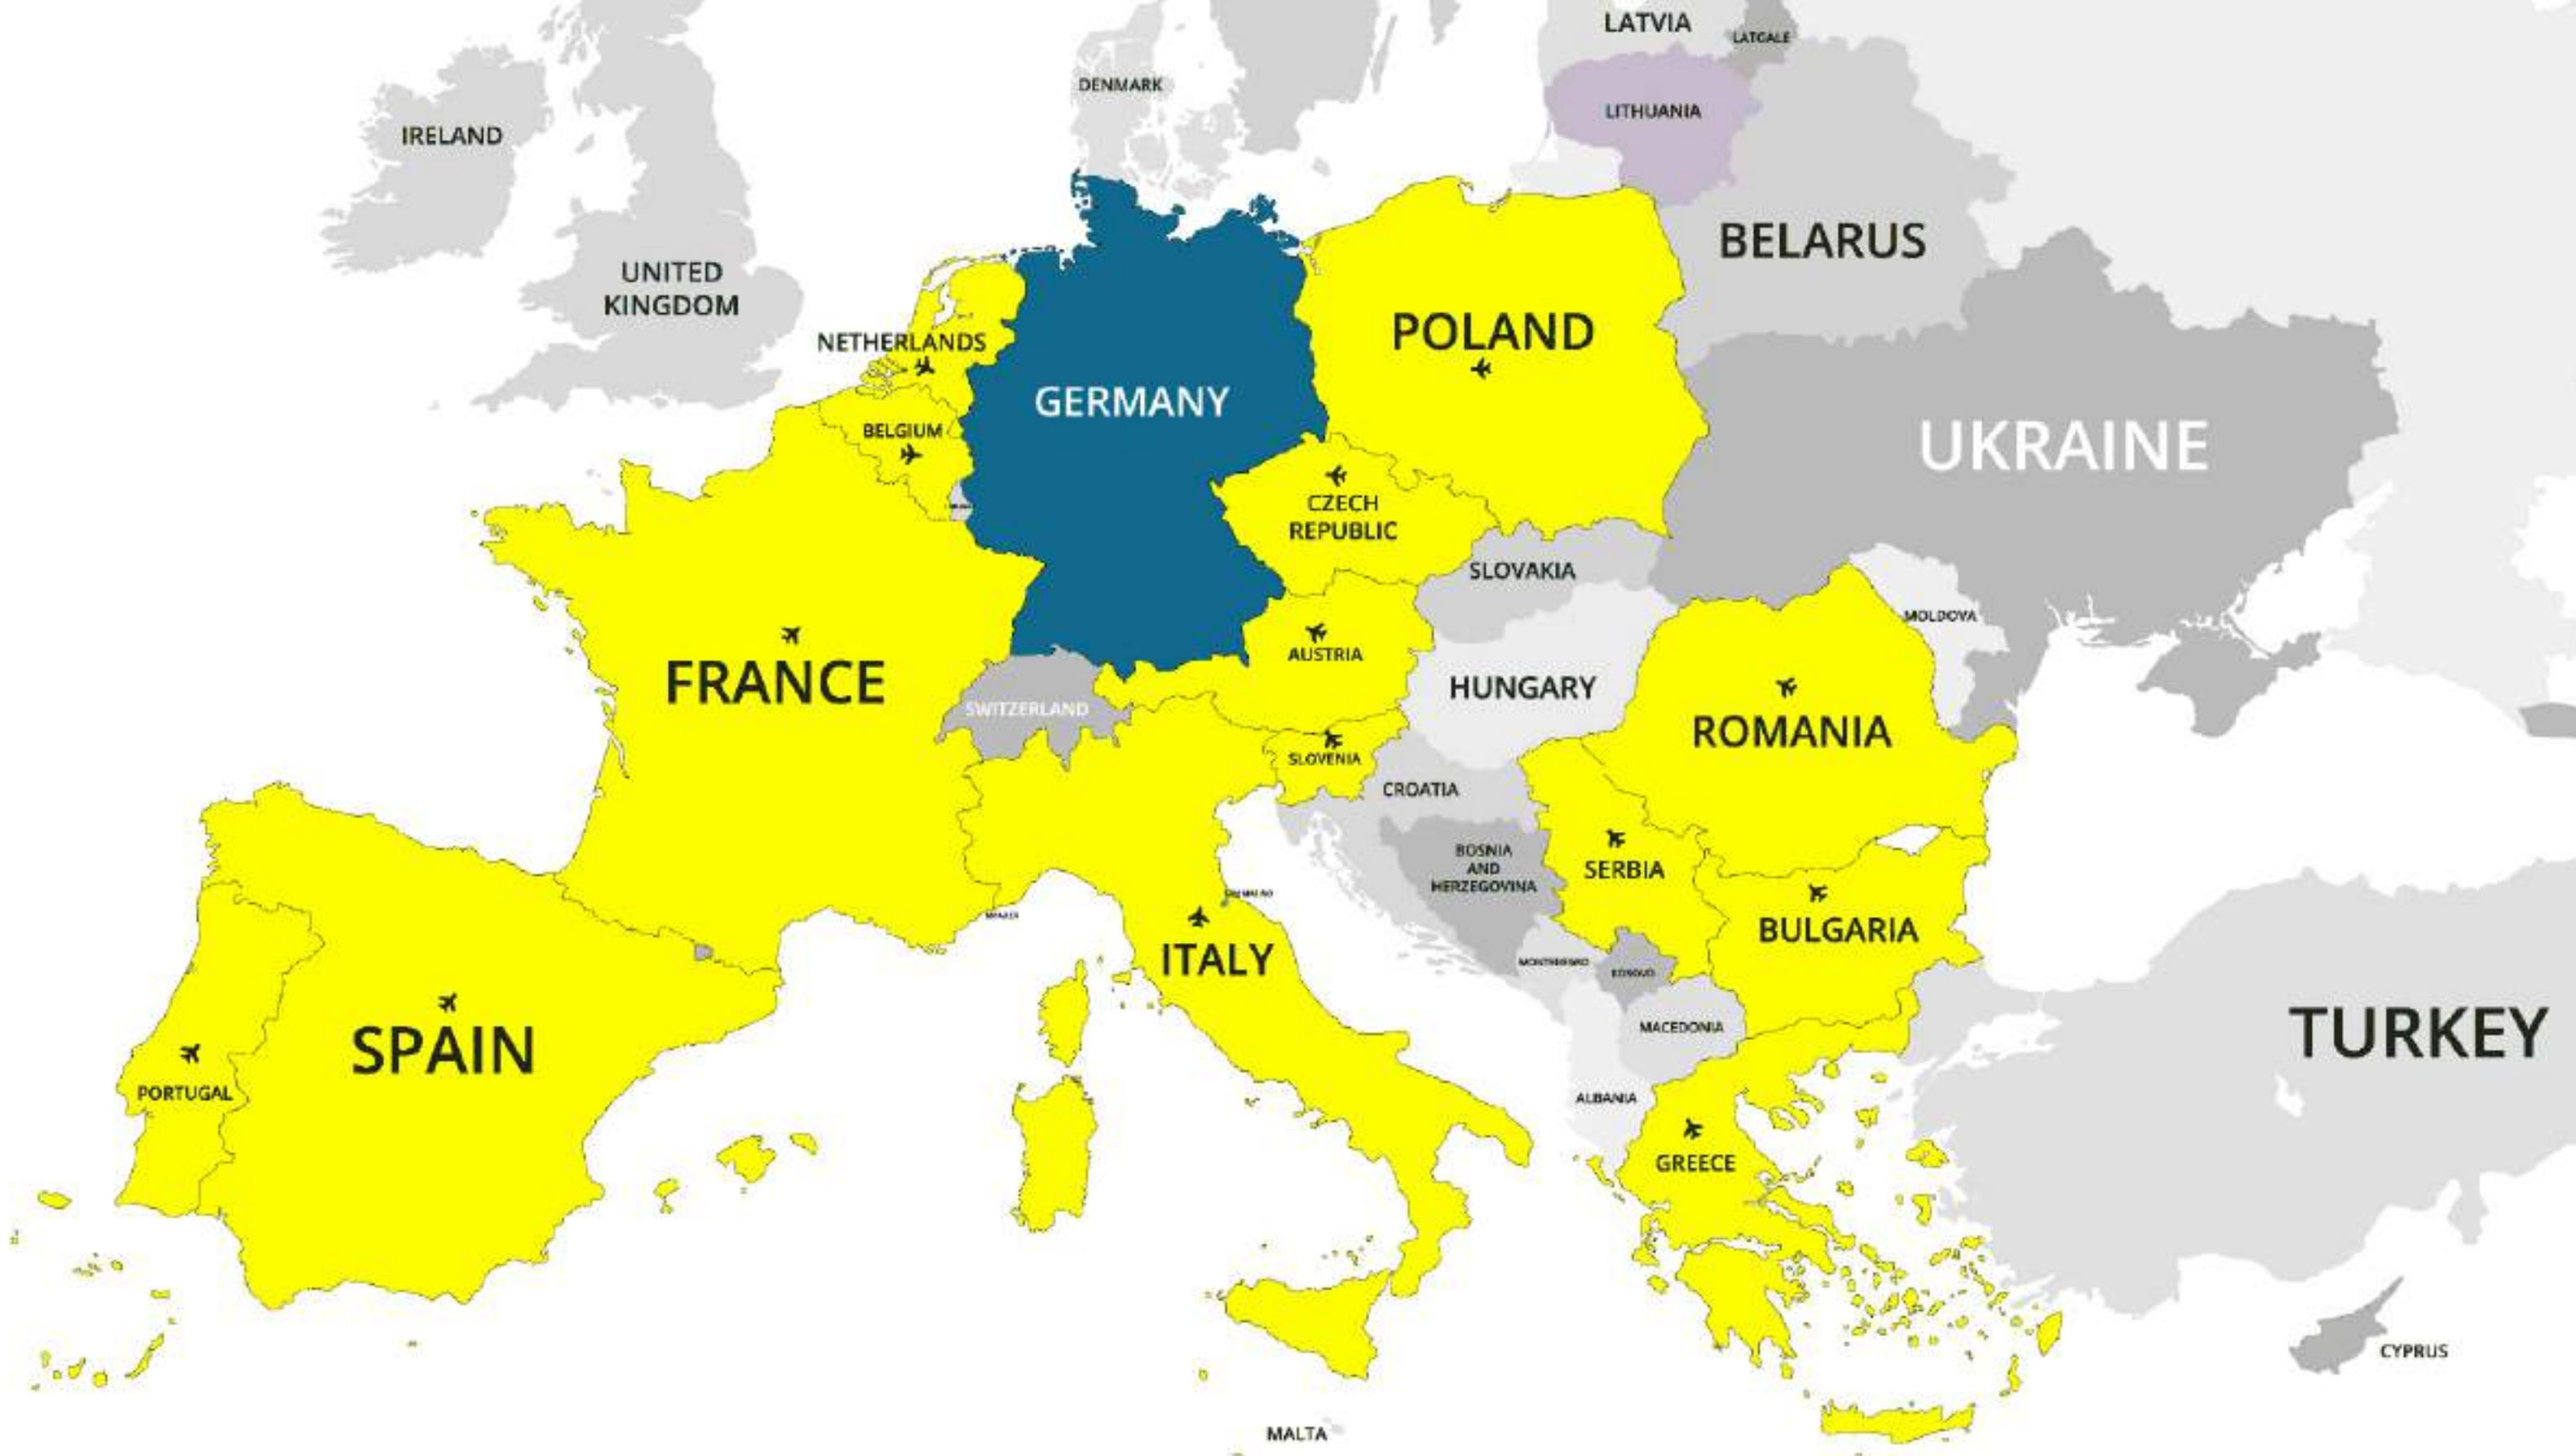 LATVIA
LATGALE
DENMARK
LITHUANIA
IRELAND
BELARUS
UNITED
KINGDOM
POLAND
NETHERLANDS
GERMANY
BELGIUM
UKRAINE
CZECH
REPUBLIC
SLOVAKIA
MOLDOVA
AUSTRIA
FRANCE
HUNGARY
SWITZERLAND
ROMANIA
SLOVENIA
CROATIA
BOSNIA
AND
HERZEGOVINA
SERBIA
BULGARIA
ITALY
MONTENEGRO
KOSOVO
MACEDONIA
SPAIN
TURKEY
PORTUGAL
ALBANIA
GREECE
CYPRUS
MALTA